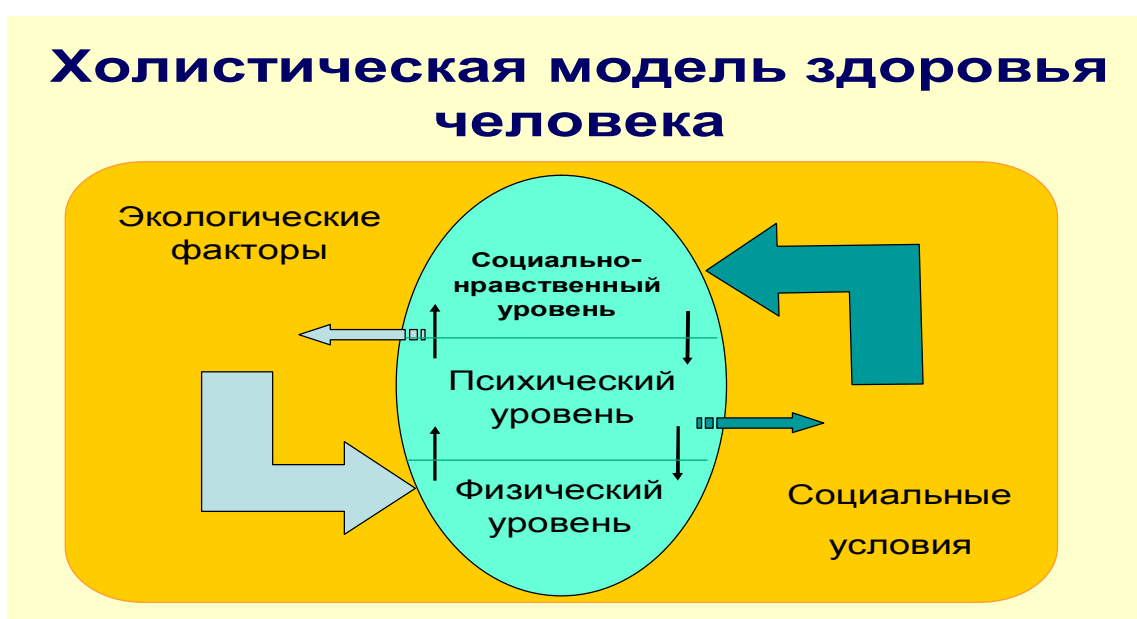 Холистическая модель здоровья
человека
Экологические
факторы
Социально-
нравственный
уровень
Психический
уровень
Физический
уровень
Социальные
условия